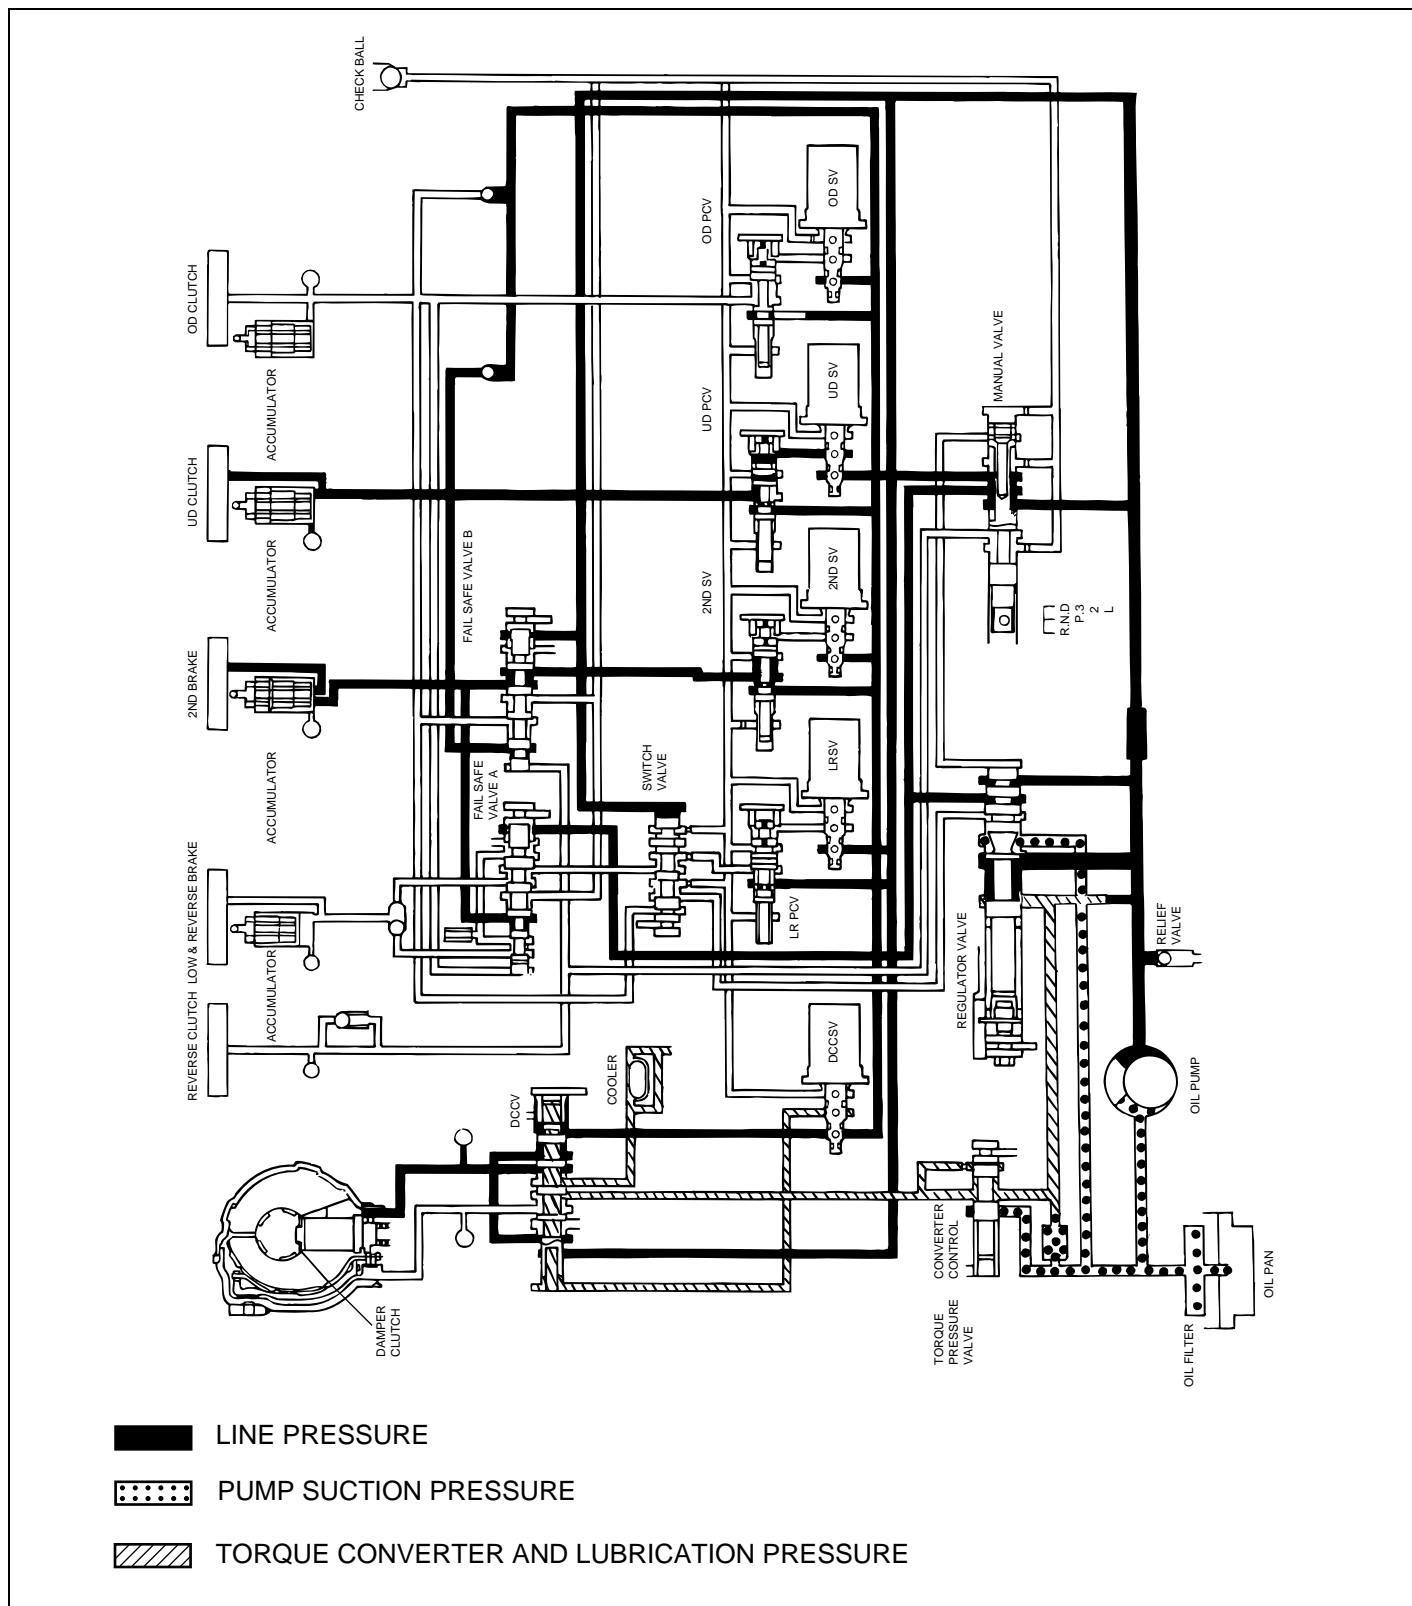 CHECK BALL
OD CLUTCH
ACCUMULATOR
UD CLUTCH
ACCUMULATOR
2ND BRAKE
ACCUMULATOR
REVERSE CLUTCH LOW & REVERSE BRAKE
ACCUMULATOR
FAIL SAFE VALVE B
FAIL SAFE
VALVE A
SWITCH
VALVE
OD PCV
OD SV
UD PCV
UD SV
2ND SV
2ND SV
LRSV
LR PCV
DCCSV
MANUAL VALVE
R.N.D
P.3
2
L
REGULATOR VALVE
RELIEF
VALVE
OIL PUMP
DCCV
COOLER
DAMPER
CLUTCH
TORQUE CONVERTER
PRESSURE CONTROL
VALVE
OIL FILTER
OIL PAN
LINE PRESSURE
PUMP SUCTION PRESSURE
TORQUE CONVERTER AND LUBRICATION PRESSURE